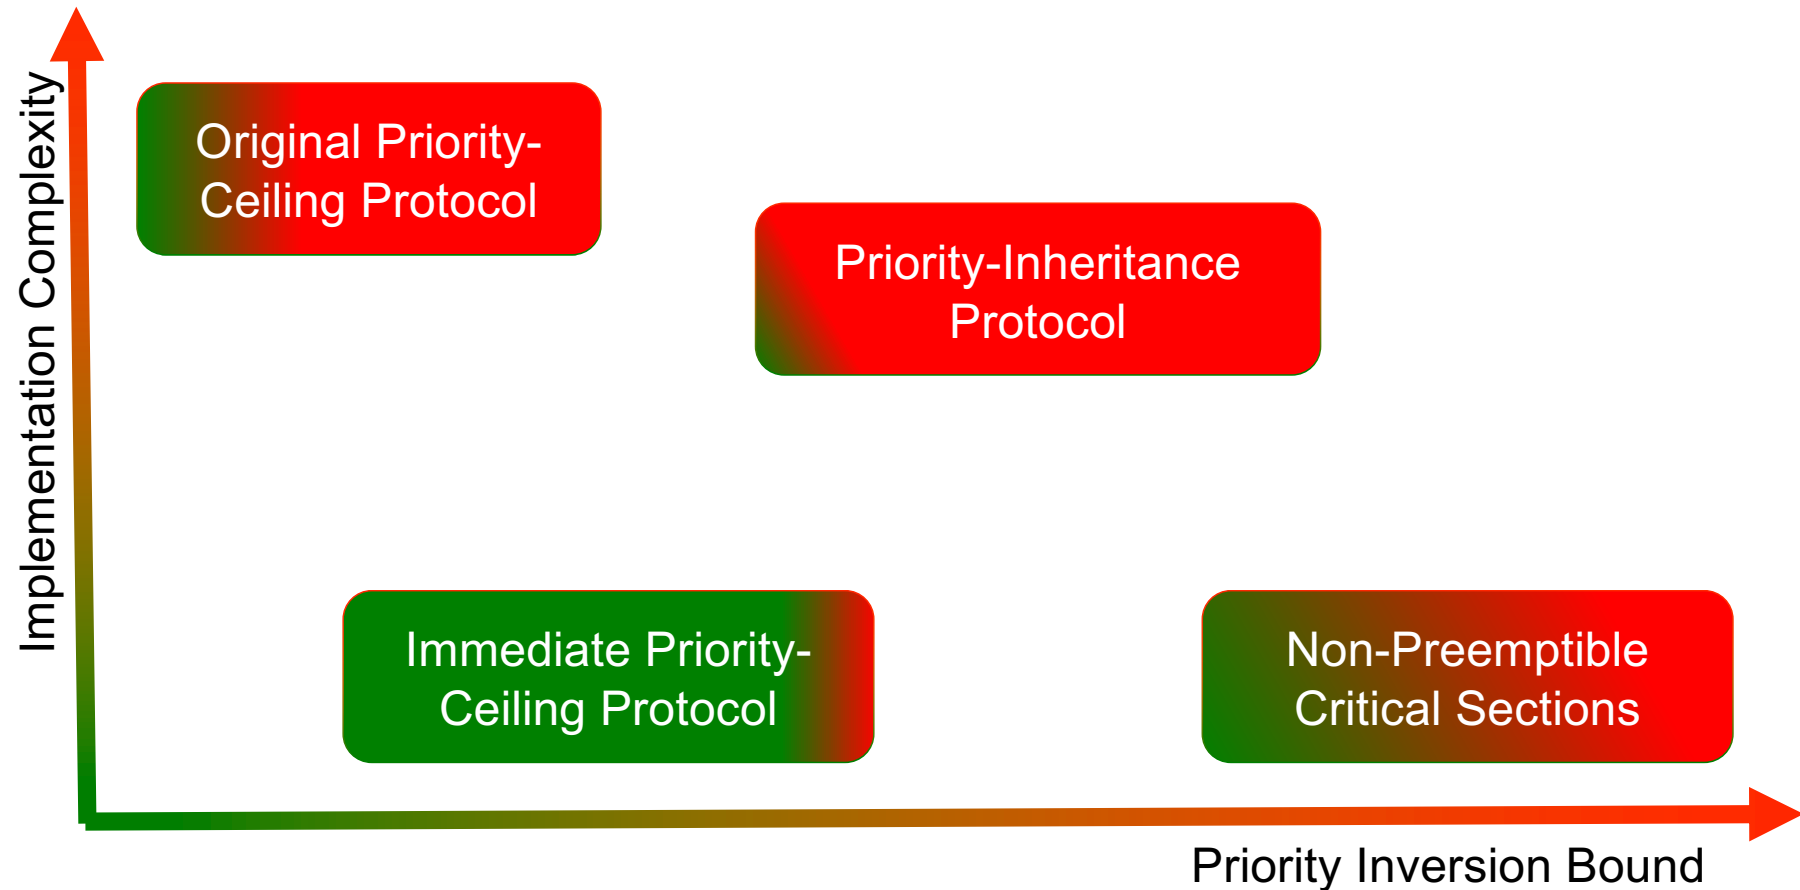 Implementation Complexity
Original Priority-
Ceiling Protocol
Priority-Inheritance
Protocol
Immediate Priority-
Ceiling Protocol
Non-Preemptible
Critical Sections
Priority Inversion Bound